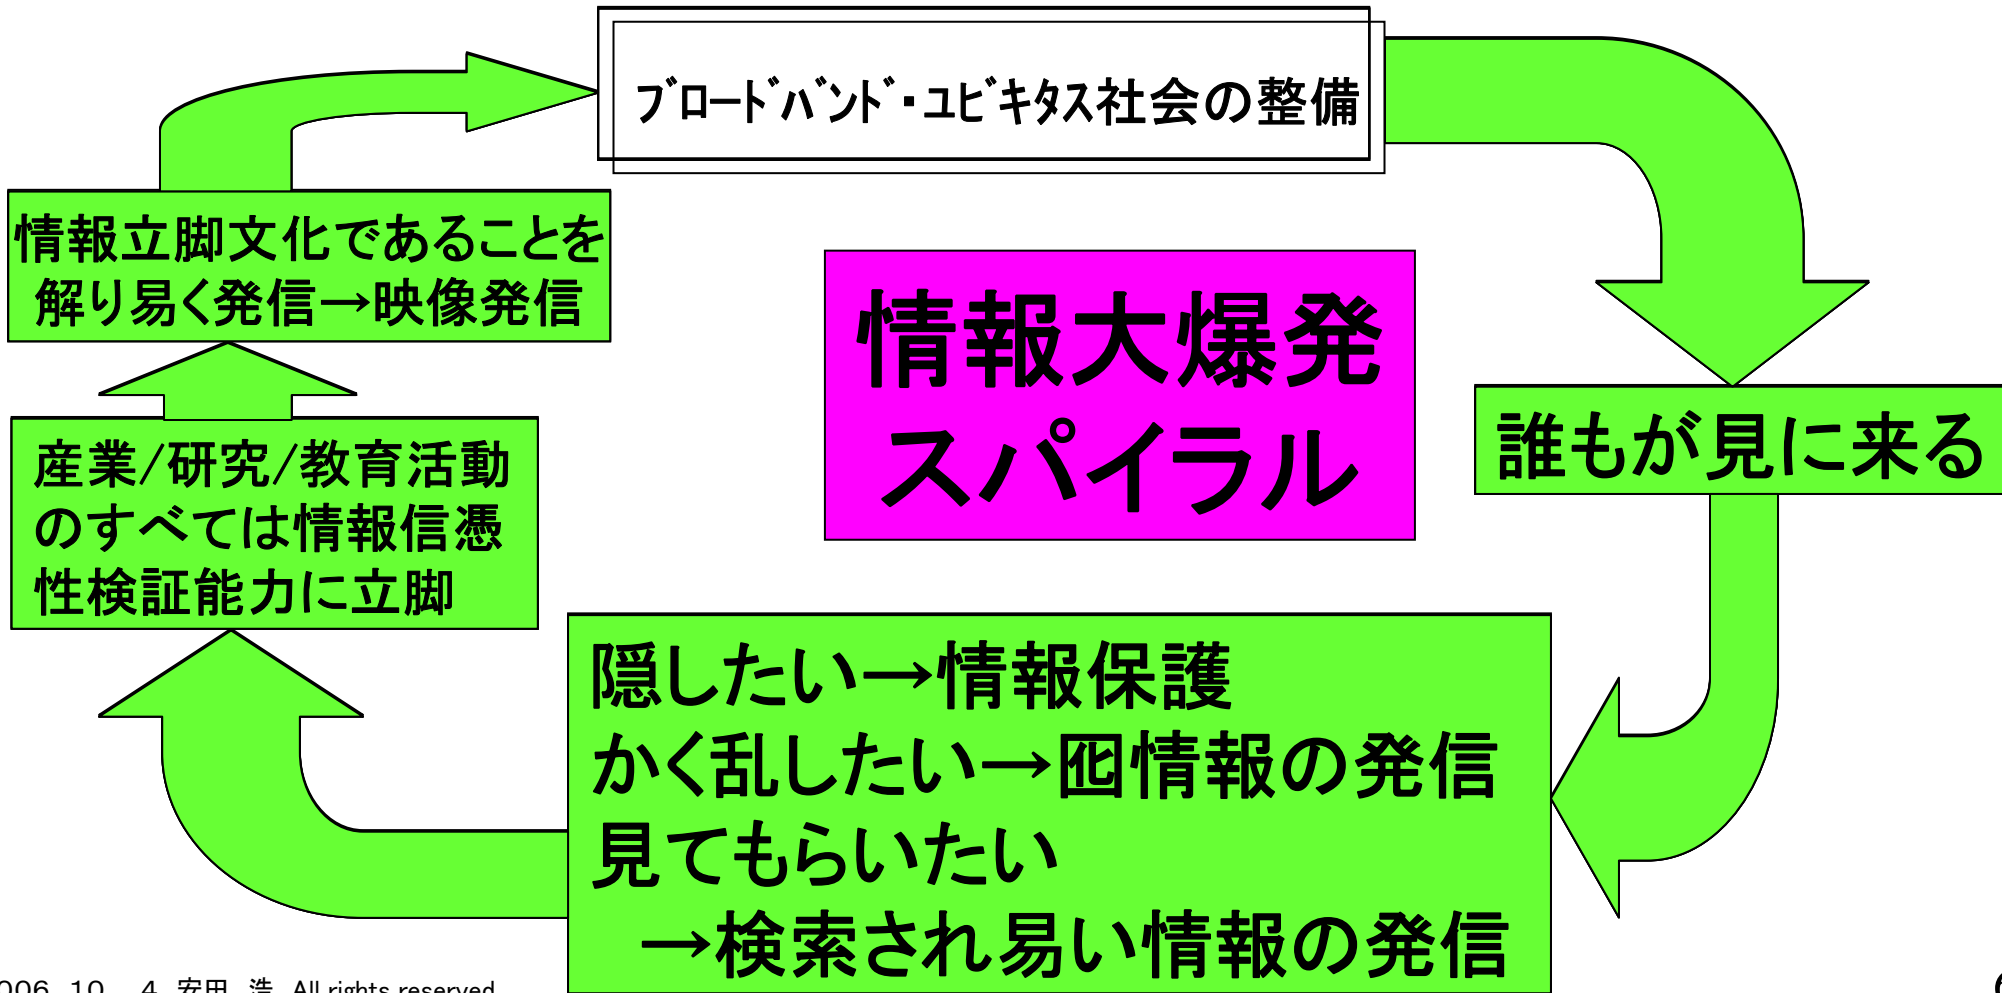 ブロードバンド・ユビキタス社会の整備
情報立脚文化であることを
解り易く発信→映像発信
情報大爆発
スパイラル
誰もが見に来る
産業/研究/教育活動
のすべては情報信憑
性検証能力に立脚
隠したい→情報保護
かく乱したい→囮情報の発信
見てもらいたい
→検索され易い情報の発信
006. 10. 4 安田 浩 All rights reserved